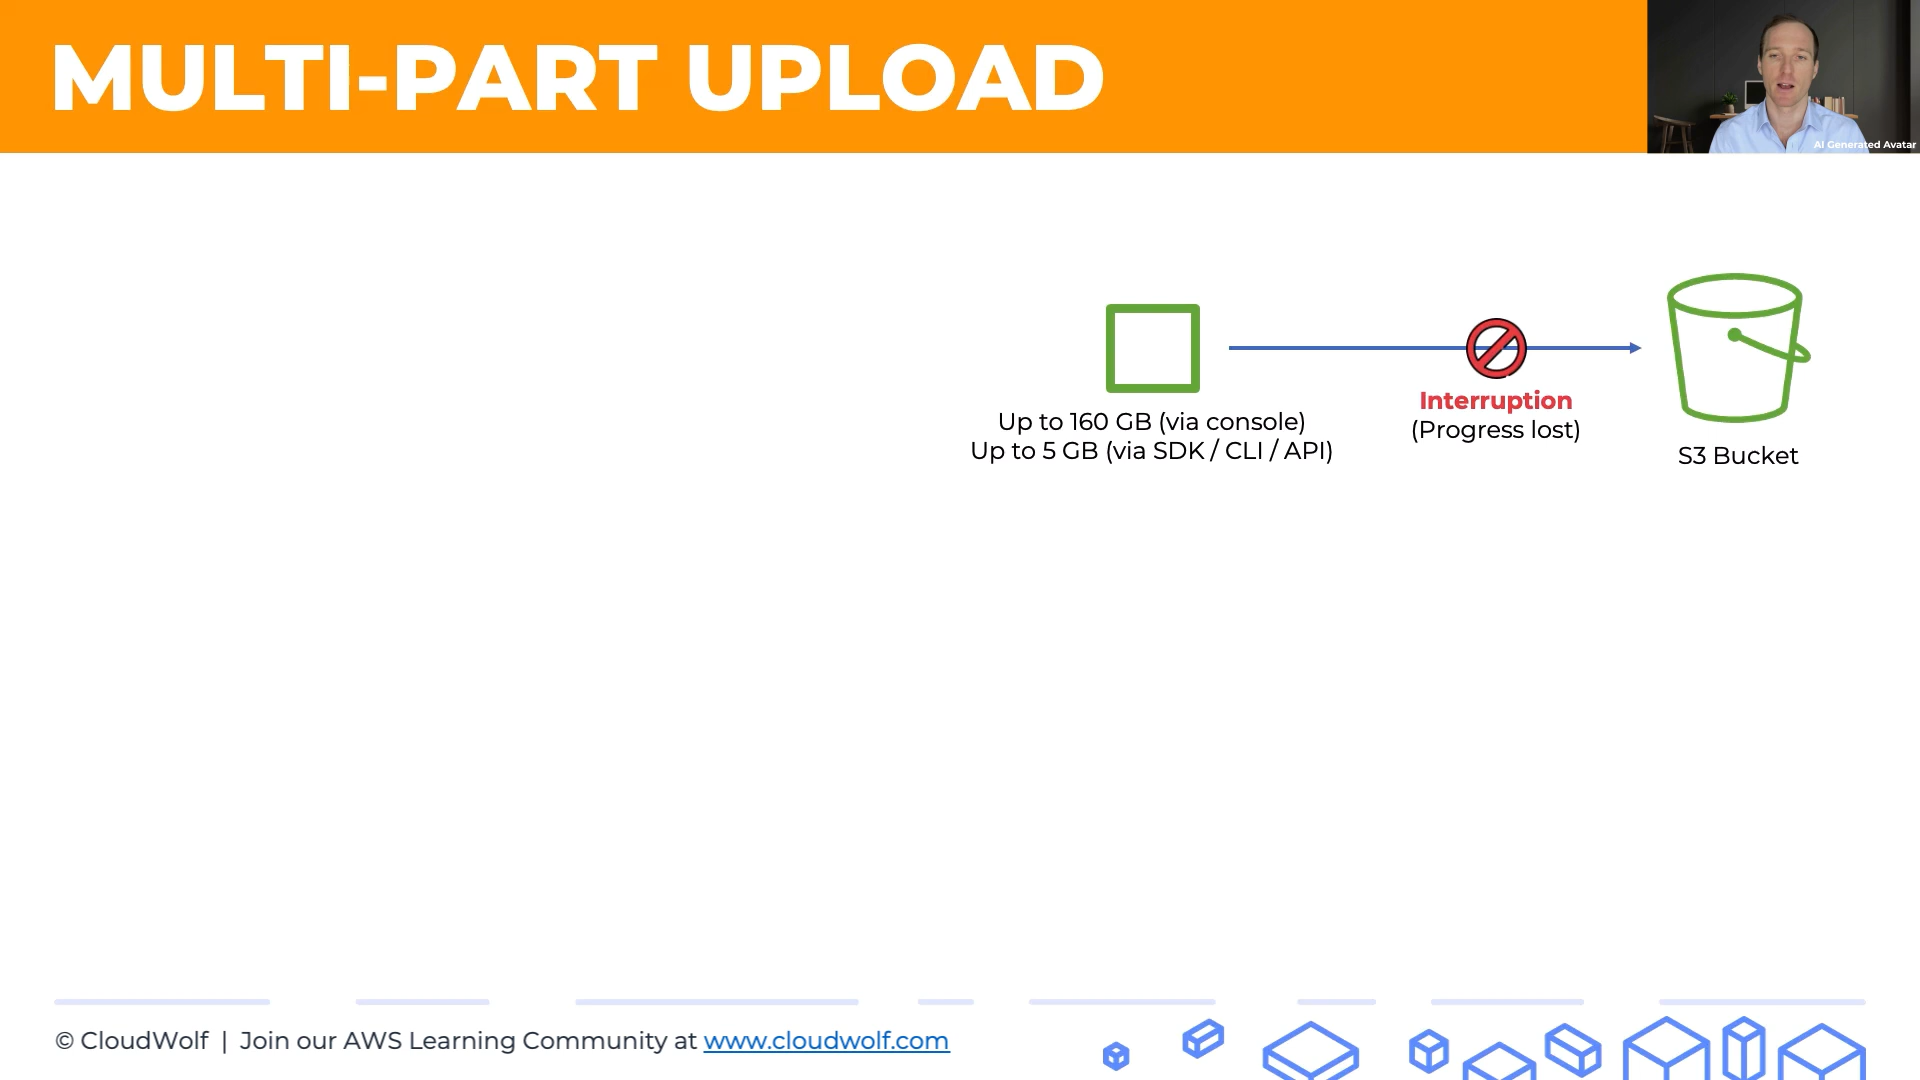 MULTI-PART UPLOAD
AI Generated Avatar
Up to 160 GB (via console)
Up to 5 GB (via SDK / CLI / API)
Interruption
(Progress lost)
S3 Bucket
© CloudWolf | Join our AWS Learning Community at www.cloudwolf.com